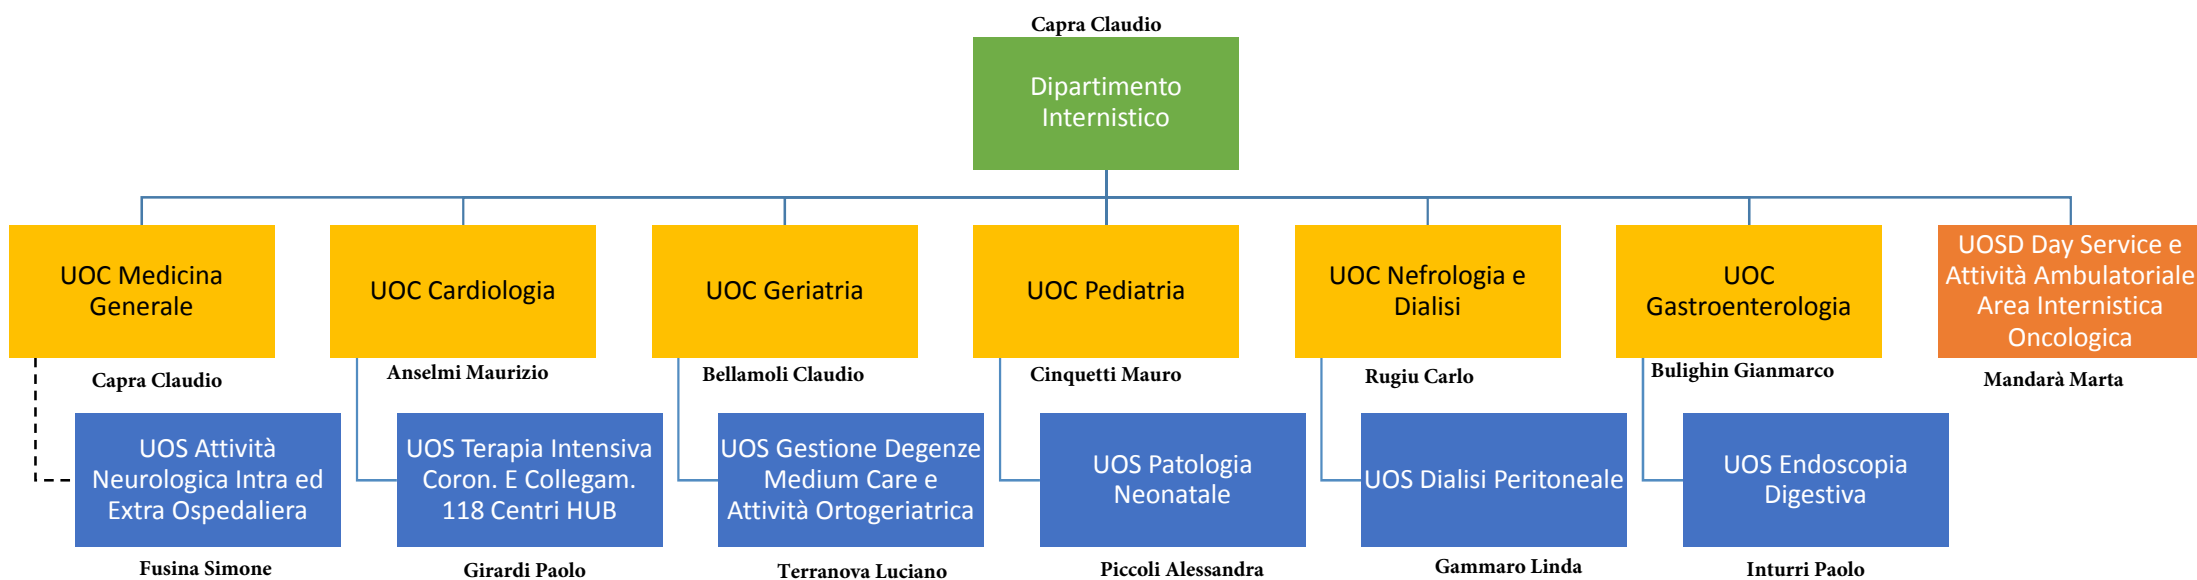 Capra Claudio
Dipartimento
Internistico
UOC Medicina
Generale
Capra Claudio
UOC Cardiologia
Anselmi Maurizio
UOC Geriatria
Bellamoli Claudio
UOC Pediatria
Cinquetti Mauro
UOC Nefrologia e
Dialisi
Rugiu Carlo
UOC
Gastroenterologia
Bulighin Gianmarco
UOSD Day Service e
Attività Ambulatoriale
Area Internistica
Oncologica
Mandarà Marta
UOS Attività
Neurologica Intra ed
Extra Ospedaliera
Fusina Simone
UOS Terapia Intensiva
Coron. E Collegam.
118 Centri HUB
Girardi Paolo
UOS Gestione Degenze
Medium Care e
Attività Ortogeriatrica
Terranova Luciano
UOS Patologia
Neonatale
Piccoli Alessandra
UOS Dialisi Peritoneale
Gammaro Linda
UOS Endoscopia
Digestiva
Inturri Paolo